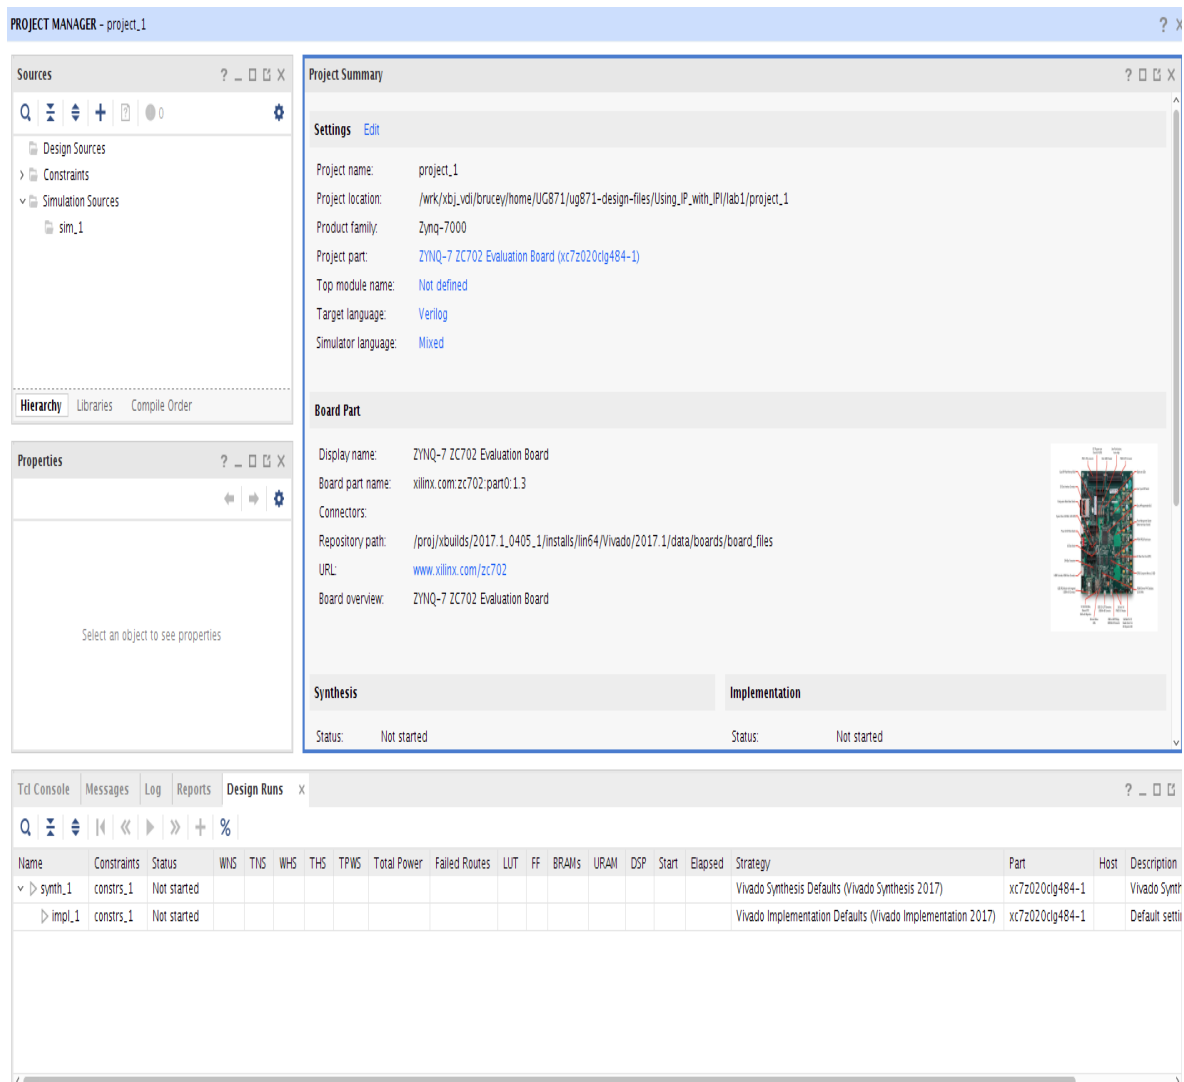 PROJECT MANAGER - project_1
Sources
0
Design Sources
Constraints
Simulation Sources
sim_1
Hierarchy Libraries Compile Order
Properties
Select an object to see properties
Project Summary
Settings Edit
Project name: project_1
Project location: /wrk/xbj_vdi/brucey/home/UG871/ug871-design-files/Using_IP_with_IPI/lab1/project_1
Product family: Zynq-7000
Project part: ZYNQ-7 ZC702 Evaluation Board (xc7z020clg484-1)
Top module name: Not defined
Target language: Verilog
Simulator language: Mixed
Board Part
Display name: ZYNQ-7 ZC702 Evaluation Board
Board part name: xilinx.com:zc702:part0:1.3
Connectors:
Repository path: /proj/xbuilds/2017.1_0405_1/installs/lin64/Vivado/2017.1/data/boards/board_files
URL: www.xilinx.com/zc702
Board overview: ZYNQ-7 ZC702 Evaluation Board
Synthesis Implementation
Status: Not started Status: Not started
Tcl Console Messages Log Reports Design Runs
Name Constraints Status WNS TNS WHS THS TPWS Total Power Failed Routes LUT FF BRAMs URAM DSP Start Elapsed Strategy Part Host Description
synth_1 constrs_1 Not started Vivado Synthesis Defaults (Vivado Synthesis 2017) xc7z020clg484-1 Vivado Synth
impl_1 constrs_1 Not started Vivado Implementation Defaults (Vivado Implementation 2017) xc7z020clg484-1 Default setti